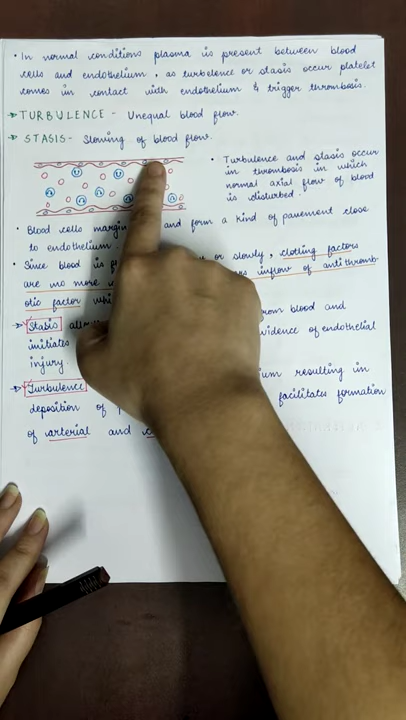 • In normal conditions plasma is present between blood
cells and endothelium, as turbelence or stasis occur platelet
comes in contact with endothelium & trigger thrombosis.
TURBULENCE - Unequal blood flow.
STASIS - Slowing of blood flow.
• Turbulence and stasis occur
in thrombosis in which
normal axial flow of blood
is disturbed.
• Blood cells and form a kind of pavement close
to endothelium.
• Since blood is or slowly, clotting factors
are no more inflow of antithromb-
otic factor
Stasis from blood and
initiates evidence of endothelial
injury.
Turbulence resulting in
deposition of facilitates formation
of arterial and